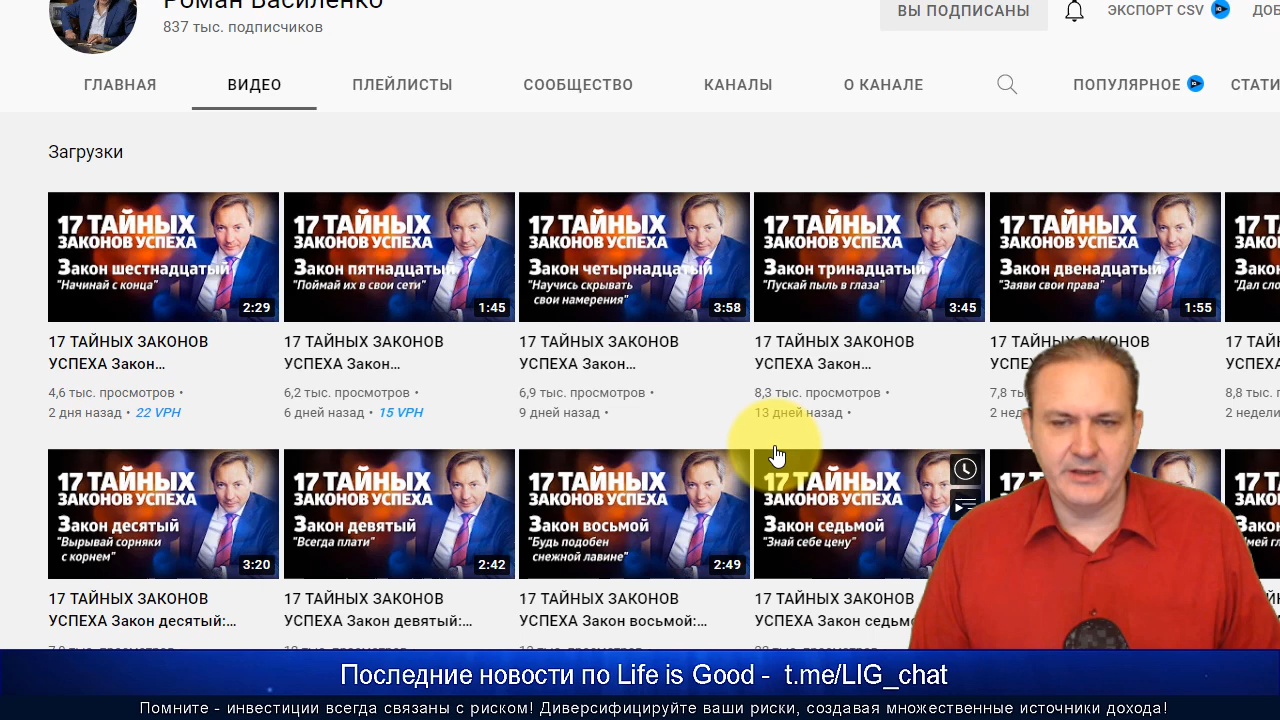 Роман Василенко
837 тыс. подписчиков
ВЫ ПОДПИСАНЫ
ЭКСПОРТ CSV
ДОБ
ГЛАВНАЯ
ВИДЕО
ПЛЕЙЛИСТЫ
СООБЩЕСТВО
КАНАЛЫ
О КАНАЛЕ
ПОПУЛЯРНОЕ
СТАТИ
Загрузки
17 ТАЙНЫХ
ЗАКОНОВ УСПЕХА
Закон шестнадцатый
"Начинай с конца"
2:29
17 ТАЙНЫХ
ЗАКОНОВ УСПЕХА
Закон пятнадцатый
"Поймай их в свои сети"
1:45
17 ТАЙНЫХ
ЗАКОНОВ УСПЕХА
Закон четырнадцатый
"Научись скрывать
свои намерения"
3:58
17 ТАЙНЫХ
ЗАКОНОВ УСПЕХА
Закон тринадцатый
"Пускай пыль в глаза"
3:45
17 ТАЙНЫХ
ЗАКОНОВ УСПЕХА
Закон двенадцатый
"Заяви свои права"
1:55
17 ТАЙНЫХ ЗАКОНОВ
УСПЕХА Закон...
4,6 тыс. просмотров •
2 дня назад • 22 VPH
17 ТАЙНЫХ ЗАКОНОВ
УСПЕХА Закон...
6,2 тыс. просмотров •
6 дней назад • 15 VPH
17 ТАЙНЫХ ЗАКОНОВ
УСПЕХА Закон...
6,9 тыс. просмотров •
9 дней назад •
17 ТАЙНЫХ ЗАКОНОВ
УСПЕХА Закон...
8,3 тыс. просмотров •
13 дней назад •
17 ТАЙНЫХ ЗАКОНОВ
7,8
2 нед
8,8 т
2 недели
17 ТАЙНЫХ
ЗАКОНОВ УСПЕХА
Закон десятый
"Вырывай сорняки
с корнем"
3:20
17 ТАЙНЫХ
ЗАКОНОВ УСПЕХА
Закон девятый
"Всегда плати"
2:42
17 ТАЙНЫХ
ЗАКОНОВ УСПЕХА
Закон восьмой
"Будь подобен
снежной лавине"
2:49
17 ТАЙНЫХ
ЗАКОНОВ УСПЕХА
Закон седьмой
"Знай себе цену"
17 ТАЙНЫХ ЗАКОНОВ
УСПЕХА Закон десятый:...
17 ТАЙНЫХ ЗАКОНОВ
УСПЕХА Закон девятый:...
17 ТАЙНЫХ ЗАКОНОВ
УСПЕХА Закон восьмой:...
17 ТАЙНЫХ ЗАКОНОВ
УСПЕХА Закон седьмо
Последние новости по Life is Good - t.me/LIG_chat
Помните - инвестиции всегда связаны с риском! Диверсифицируйте ваши риски, создавая множественные источники дохода!